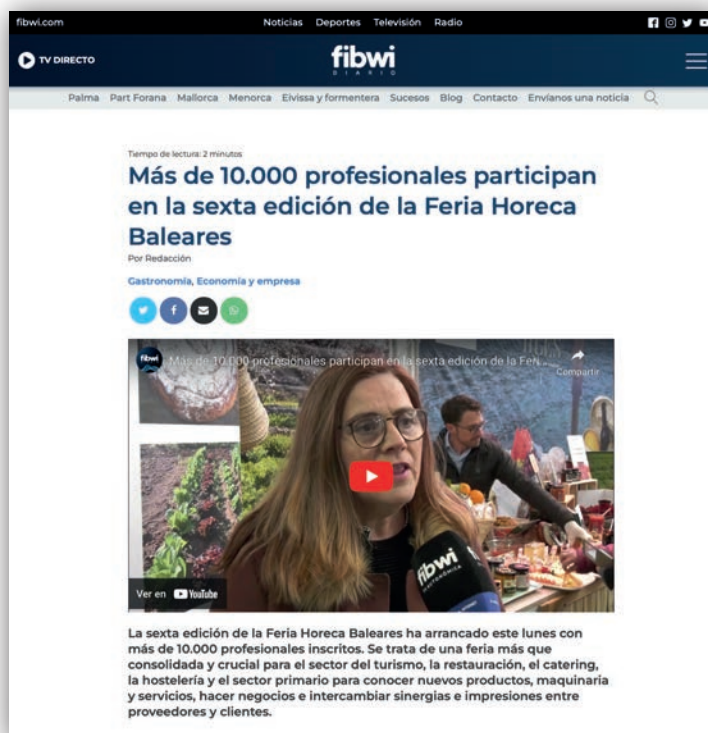 fibwi.com
Noticias Deportes Televisión Radio
TV DIRECTO
fibwi
DIARIO
Palma Part Forana Mallorca Menorca Eivissa y formentera Sucesos Blog Contacto Envíanos una noticia
Tiempo de lectura: 2 minutos
Más de 10.000 profesionales participan
en la sexta edición de la Feria Horeca
Baleares
Por Redacción
Gastronomía, Economía y empresa
fibwi
Más de 10.000 profesionales participan en la sexta edición de la Feri...
Compartir
fibwi
Ver en YouTube
La sexta edición de la Feria Horeca Baleares ha arrancado este lunes con
más de 10.000 profesionales inscritos. Se trata de una feria más que
consolidada y crucial para el sector del turismo, la restauración, el catering,
la hostelería y el sector primario para conocer nuevos productos, maquinaria
y servicios, hacer negocios e intercambiar sinergias e impresiones entre
proveedores y clientes.